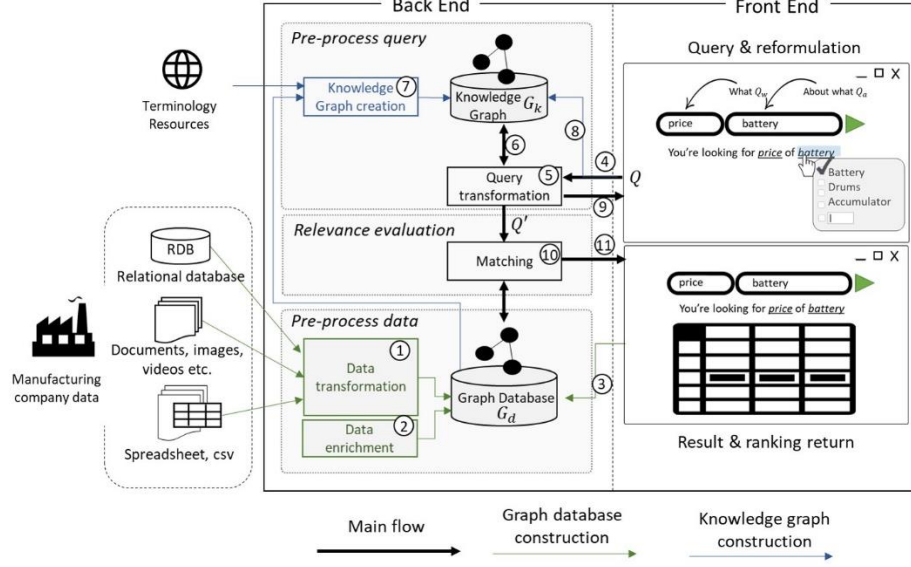 Back End
Front End
Pre-process query
Query & reformulation
Terminology
Resources
Knowledge
Graph creation
7
Knowledge
Graph
G_k
What Q_w
About what Q_a
price
battery
You're looking for price of battery
Battery
Drums
Accumulator
6
8
4
Q
Query
transformation
5
9
Q'
Relevance evaluation
Matching
10
11
RDB
Relational database
Documents, images,
videos etc.
Spreadsheet, csv
Manufacturing
company data
Pre-process data
Data
transformation
1
Data
enrichment
2
Graph Database
G_d
3
price
battery
You're looking for price of battery
Result & ranking return
Main flow
Graph database
construction
Knowledge graph
construction